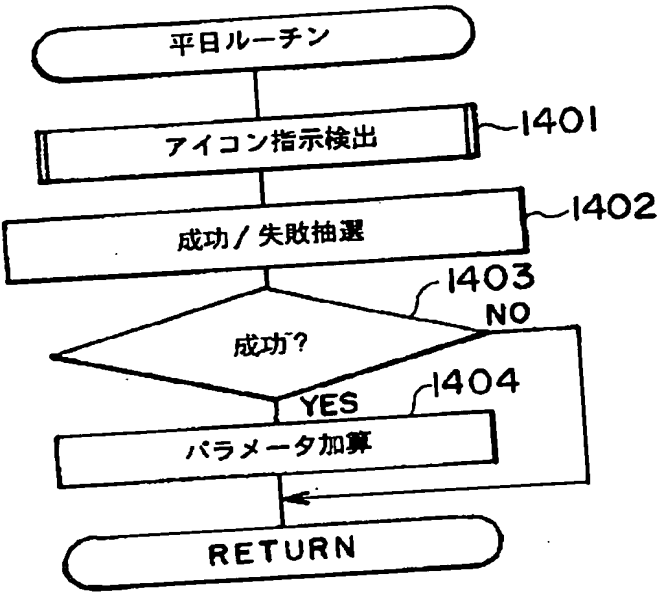 平日ルーチン
アイコン指示検出
1401
成功/失敗抽選
1402
1403
成功?
NO
YES
1404
パラメータ加算
RETURN